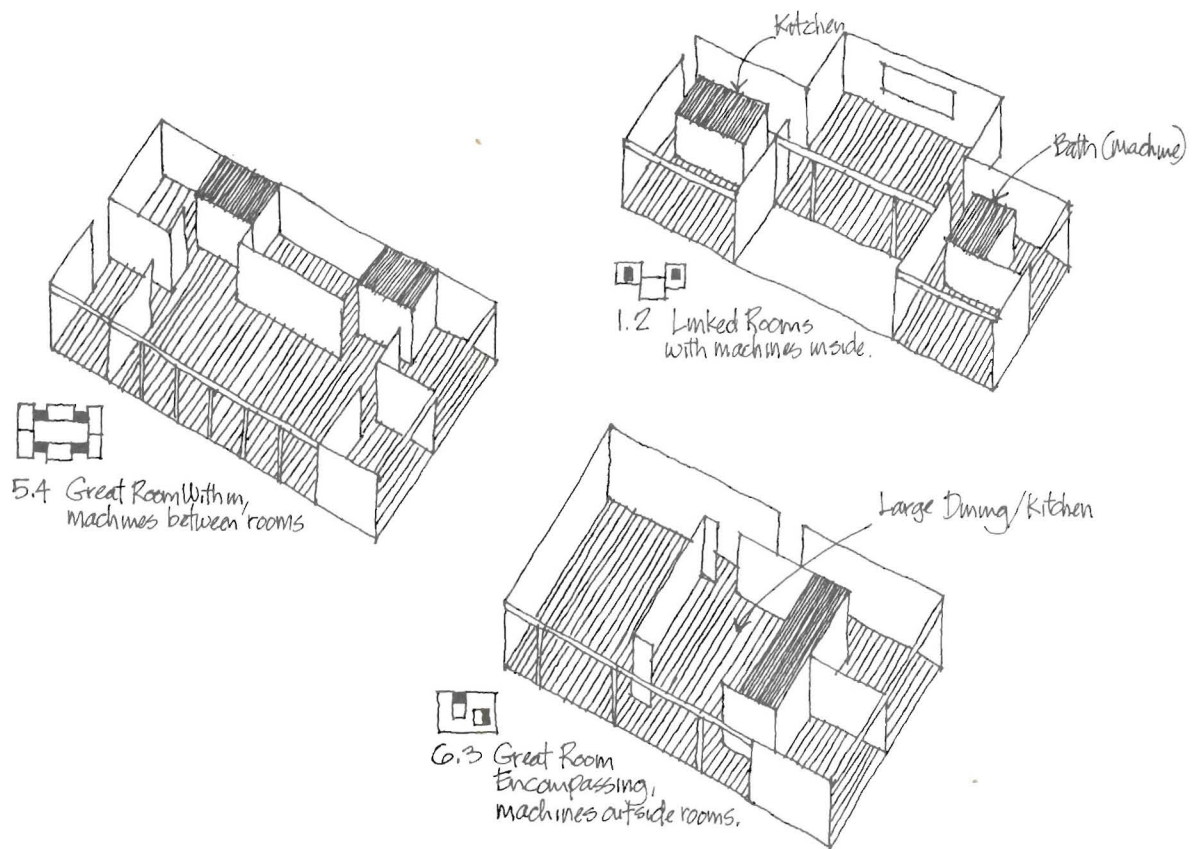 Kitchen
Bath (Machine)
1.2 Linked Rooms
with machines inside.
5.4 Great Room Within,
machines between rooms
Large Dining/Kitchen
6.3 Great Room
Encompassing,
machines outside rooms.